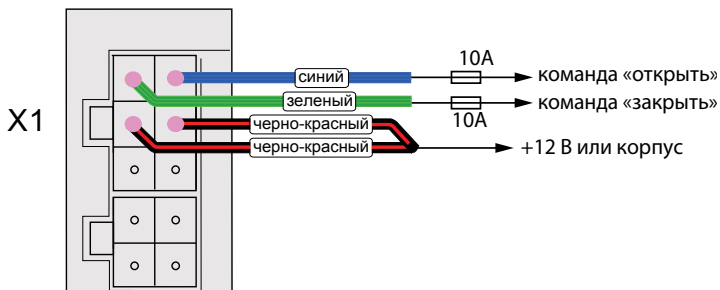 10А
синий
команда «открыть»
зеленый
команда «закрыть»
10А
X1
черно-красный
черно-красный
+12 В или корпус